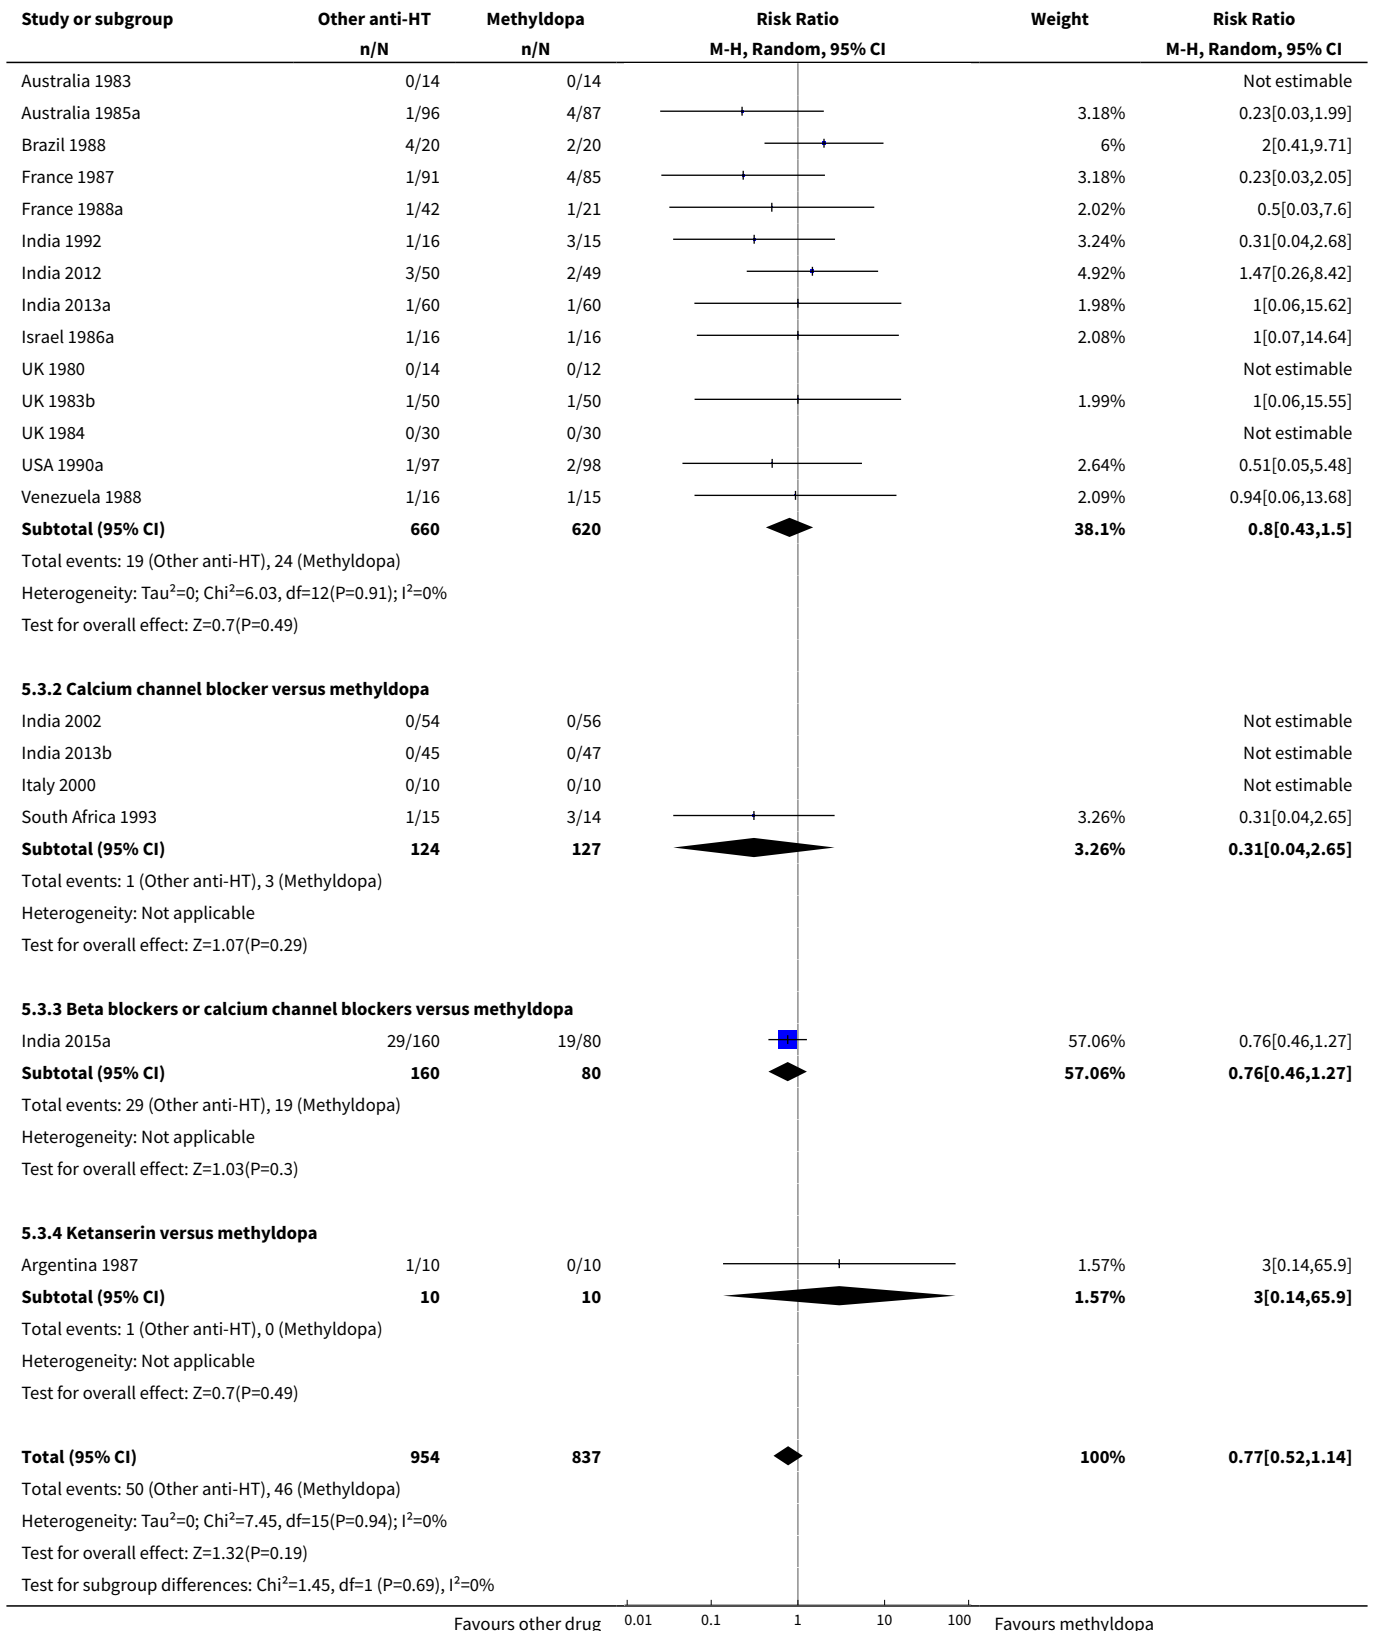 Study or subgroup Other anti-HT Methyldopa Risk Ratio Weight Risk Ratio
n/N n/N M-H, Random, 95% CI M-H, Random, 95% CI
Australia 1983 0/14 0/14 Not estimable
Australia 1985a 1/96 4/87 3.18% 0.23[0.03,1.99]
Brazil 1988 4/20 2/20 6% 2[0.41,9.71]
France 1987 1/91 4/85 3.18% 0.23[0.03,2.05]
France 1988a 1/42 1/21 2.02% 0.5[0.03,7.6]
India 1992 1/16 3/15 3.24% 0.31[0.04,2.68]
India 2012 3/50 2/49 4.92% 1.47[0.26,8.42]
India 2013a 1/60 1/60 1.98% 1[0.06,15.62]
Israel 1986a 1/16 1/16 2.08% 1[0.07,14.64]
UK 1980 0/14 0/12 Not estimable
UK 1983b 1/50 1/50 1.99% 1[0.06,15.55]
UK 1984 0/30 0/30 Not estimable
USA 1990a 1/97 2/98 2.64% 0.51[0.05,5.48]
Venezuela 1988 1/16 1/15 2.09% 0.94[0.06,13.68]
Subtotal (95% CI) 660 620 38.1% 0.8[0.43,1.5]
Total events: 19 (Other anti-HT), 24 (Methyldopa)
Heterogeneity: Tau²=0; Chi²=6.03, df=12(P=0.91); I²=0%
Test for overall effect: Z=0.7(P=0.49)
5.3.2 Calcium channel blocker versus methyldopa
India 2002 0/54 0/56 Not estimable
India 2013b 0/45 0/47 Not estimable
Italy 2000 0/10 0/10 Not estimable
South Africa 1993 1/15 3/14 3.26% 0.31[0.04,2.65]
Subtotal (95% CI) 124 127 3.26% 0.31[0.04,2.65]
Total events: 1 (Other anti-HT), 3 (Methyldopa)
Heterogeneity: Not applicable
Test for overall effect: Z=1.07(P=0.29)
5.3.3 Beta blockers or calcium channel blockers versus methyldopa
India 2015a 29/160 19/80 57.06% 0.76[0.46,1.27]
Subtotal (95% CI) 160 80 57.06% 0.76[0.46,1.27]
Total events: 29 (Other anti-HT), 19 (Methyldopa)
Heterogeneity: Not applicable
Test for overall effect: Z=1.03(P=0.3)
5.3.4 Ketanserin versus methyldopa
Argentina 1987 1/10 0/10 1.57% 3[0.14,65.9]
Subtotal (95% CI) 10 10 1.57% 3[0.14,65.9]
Total events: 1 (Other anti-HT), 0 (Methyldopa)
Heterogeneity: Not applicable
Test for overall effect: Z=0.7(P=0.49)
Total (95% CI) 954 837 100% 0.77[0.52,1.14]
Total events: 50 (Other anti-HT), 46 (Methyldopa)
Heterogeneity: Tau²=0; Chi²=7.45, df=15(P=0.94); I²=0%
Test for overall effect: Z=1.32(P=0.19)
Test for subgroup differences: Chi²=1.45, df=1 (P=0.69), I²=0%
Favours other drug 0.01 0.1 1 10 100 Favours methyldopa